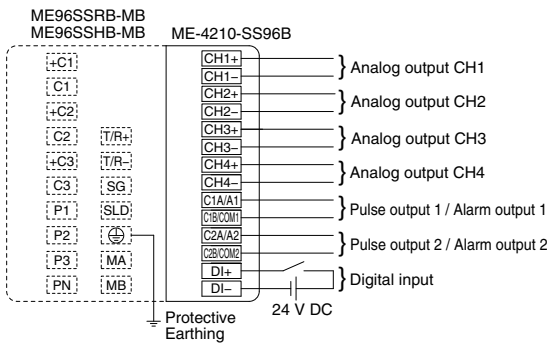 ME96SSRB-MB
ME96SSHB-MB
ME-4210-SS96B
+C1
C1
+C2
C2 T/R+
+C3 T/R–
C3 SG
P1 SLD
P2
P3 MA
PN MB
CH1+
CH1–
Analog output CH1
CH2+
CH2–
Analog output CH2
CH3+
CH3–
Analog output CH3
CH4+
CH4–
Analog output CH4
C1A/A1
C1B/COM1
Pulse output 1 / Alarm output 1
C2A/A2
C2B/COM2
Pulse output 2 / Alarm output 2
DI+
DI–
Digital input
24 V DC
Protective
Earthing